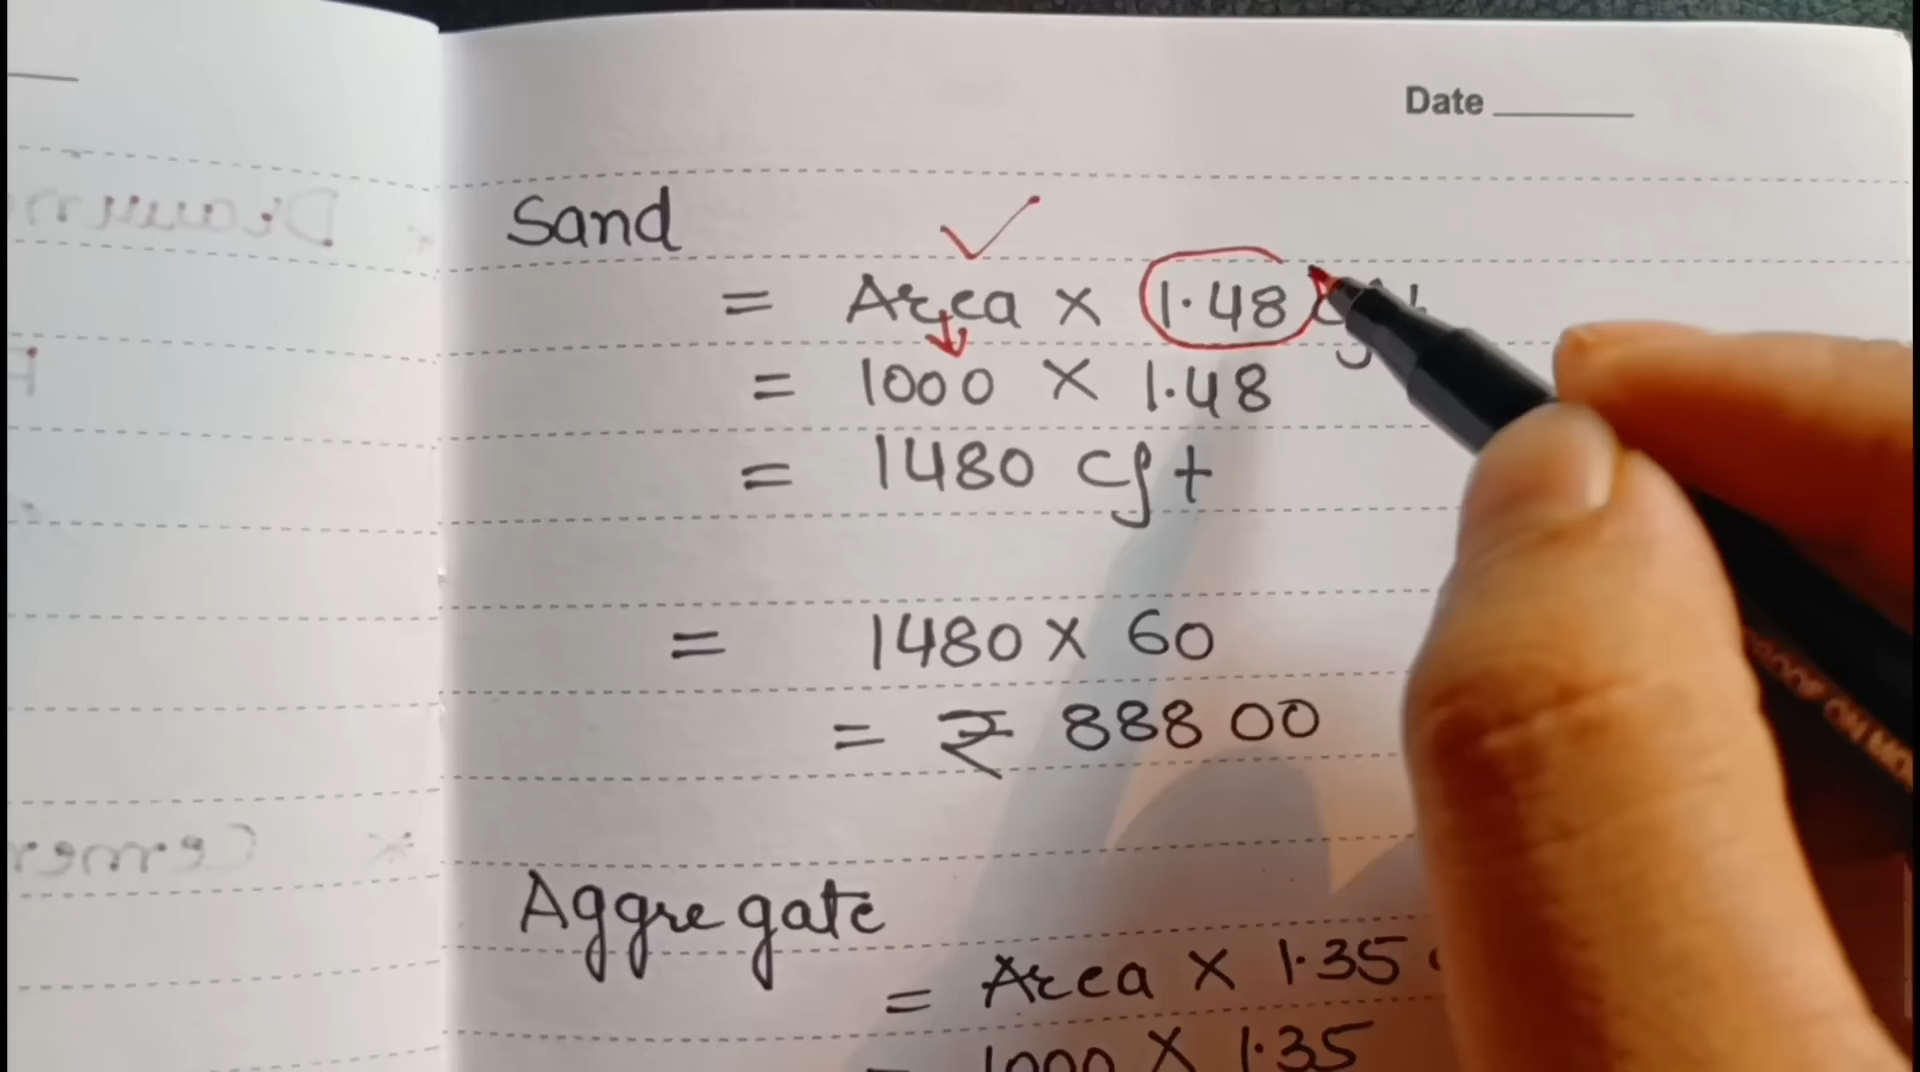 Date
Sand
= Area × 1.48 cft
= 1000 × 1.48
= 1480 cft
= 1480 × 60
= ₹ 88800
Aggregate
= Area × 1.35
= 1000 × 1.35